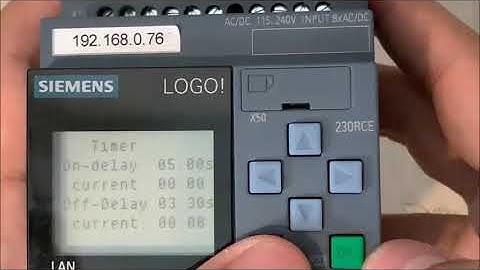 AC/DC 115..240V INPUT 8xAC/DC
192.168.0.76
SIEMENS
LOGO!
X50
230RCE
Timer
On-delay 05 00s
current 00 00
Off-Delay 03 30s
current 00 08
LAN